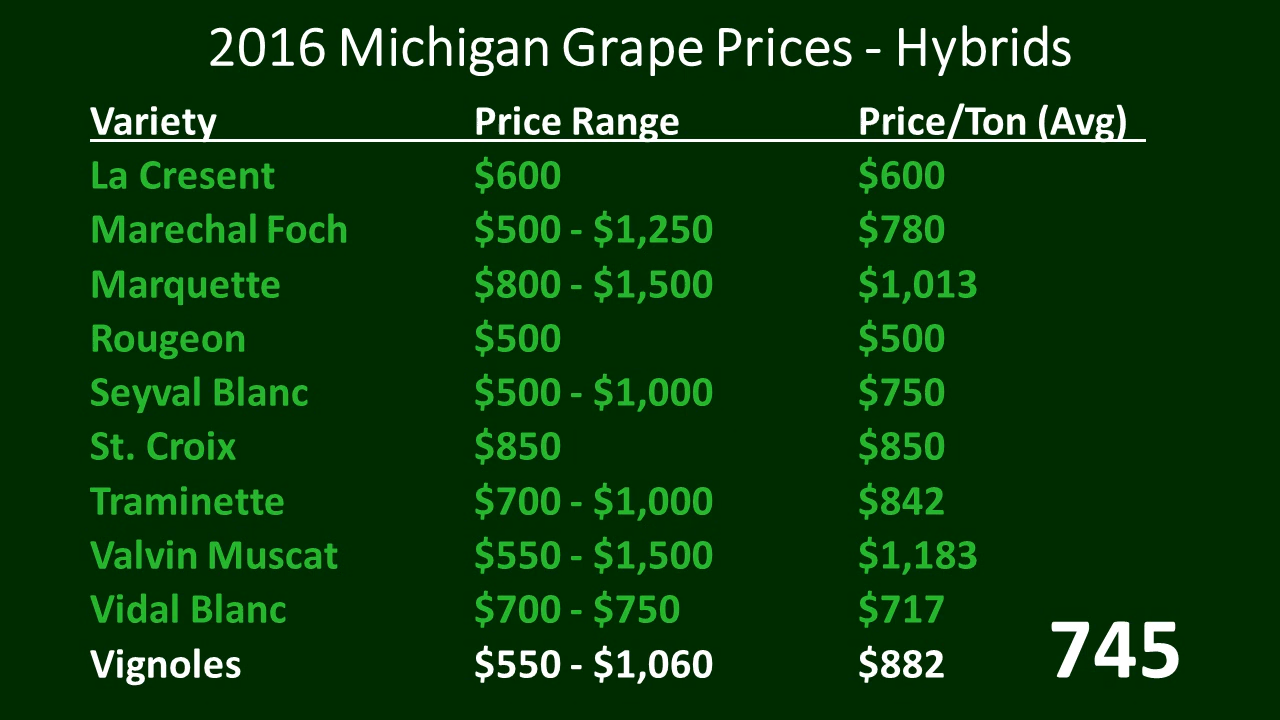 2016 Michigan Grape Prices - Hybrids
Variety Price Range Price/Ton (Avg)
La Cresent $600 $600
Marechal Foch $500 - $1,250 $780
Marquette $800 - $1,500 $1,013
Rougeon $500 $500
Seyval Blanc $500 - $1,000 $750
St. Croix $850 $850
Traminette $700 - $1,000 $842
Valvin Muscat $550 - $1,500 $1,183
Vidal Blanc $700 - $750 $717
Vignoles $550 - $1,060 $882 745